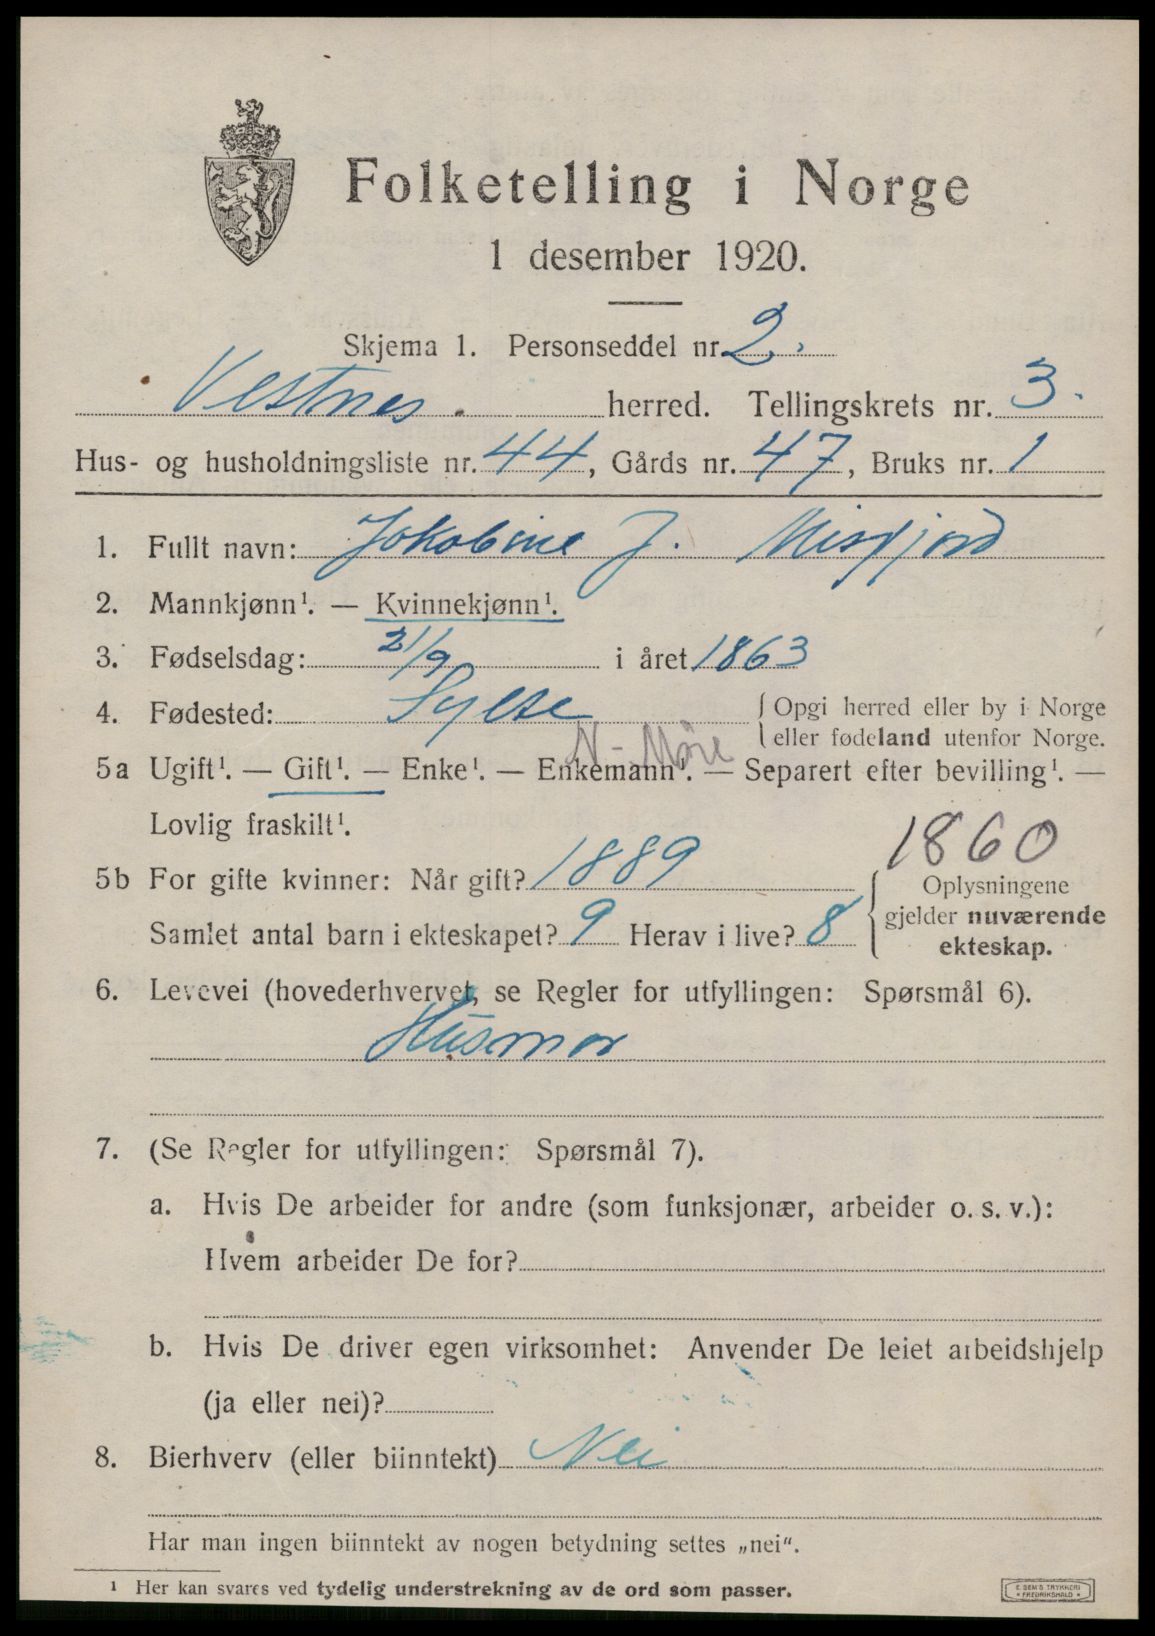 Folketelling i Norge
1 desember 1920.
Skjema 1. Personseddel nr. 2.
Vestnes. herred. Tellingskrets nr. 3.
Hus- og husholdningsliste nr. 44, Gårds nr. 47, Bruks nr. 1
1. Fullt navn: Jokobine J. Misfjord
2. Mannkjønn¹. — Kvinnekjønn¹.
3. Fødselsdag: 21/9 i året 1863
4. Fødested: Sylte { Opgi herred eller by i Norge
eller fødeland utenfor Norge.
N-Møre
5a Ugift¹. — Gift¹. — Enke¹. — Enkemann¹. — Separert efter bevilling¹. —
Lovlig fraskilt¹.
1860
5b For gifte kvinner: Når gift? 1889 { Oplysningene
gjelder nuværende
Samlet antal barn i ekteskapet? 9 Herav i live? 8 ekteskap.
6. Levevei (hovederhvervet, se Regler for utfyllingen: Spørsmål 6).
Husmor
7. (Se Regler for utfyllingen: Spørsmål 7).
a. Hvis De arbeider for andre (som funksjonær, arbeider o. s. v.):
Hvem arbeider De for?
b. Hvis De driver egen virksomhet: Anvender De leiet arbeidshjelp
(ja eller nei)?
8. Bierhverv (eller biinntekt) Nei
Har man ingen biinntekt av nogen betydning settes „nei“.
¹ Her kan svares ved tydelig understrekning av de ord som passer.
E. SEM'S TRYKKERI
* FREDRIKSHALD *